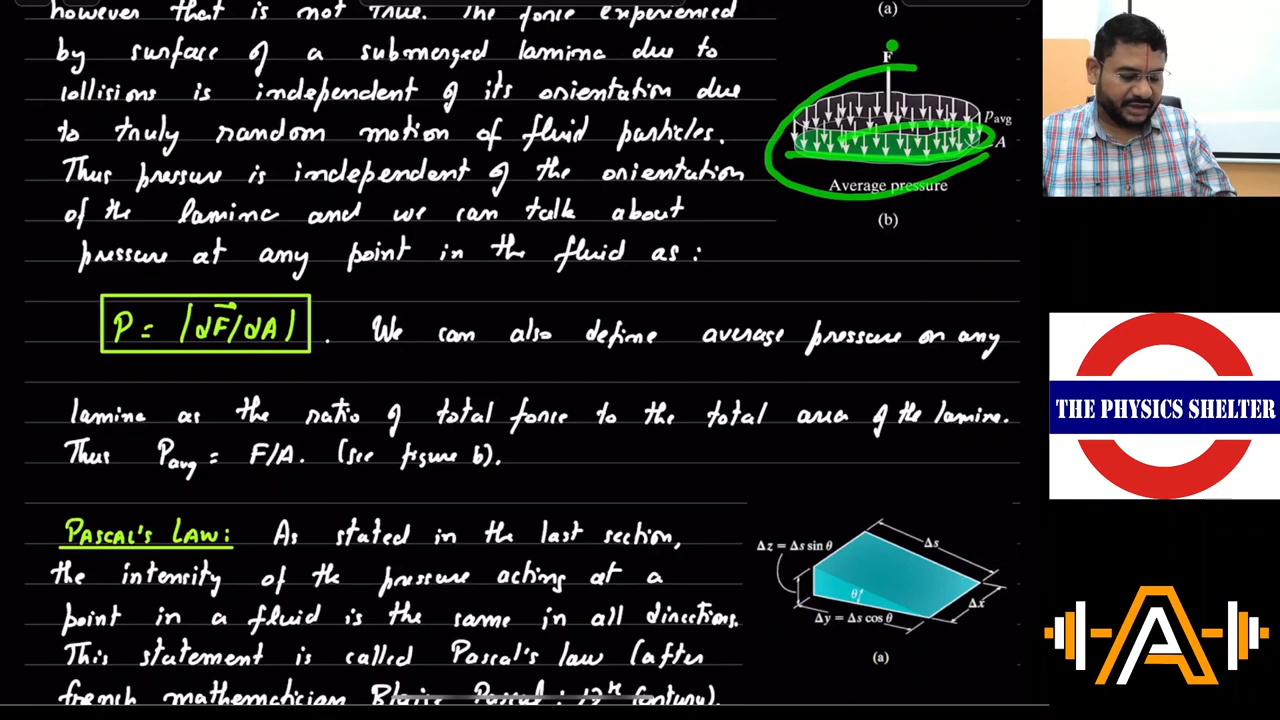 however that is not true. The force experienced
by surface of a submerged lamina due to
collisions is independent of its orientation due
to truly random motion of fluid particles.
Thus pressure is independent of the orientation
of the lamina and we can talk about
pressure at any point in the fluid as:
P = |dF/dA| . We can also define average pressure on any
lamina as the ratio of total force to the total area of the lamina.
Thus Pavg = F/A. (see figure b).
PASCAL'S LAW: As stated in the last section,
the intensity of the pressure acting at a
point in a fluid is the same in all directions.
This statement is called Pascal's law (after
french mathematician Blaise Pascal: 17th Century).
(a)
F
Pavg
A
Average pressure
(b)
Δz = Δs sin θ
Δs
θ
Δx
Δy = Δs cos θ
(a)
THE PHYSICS SHELTER
A